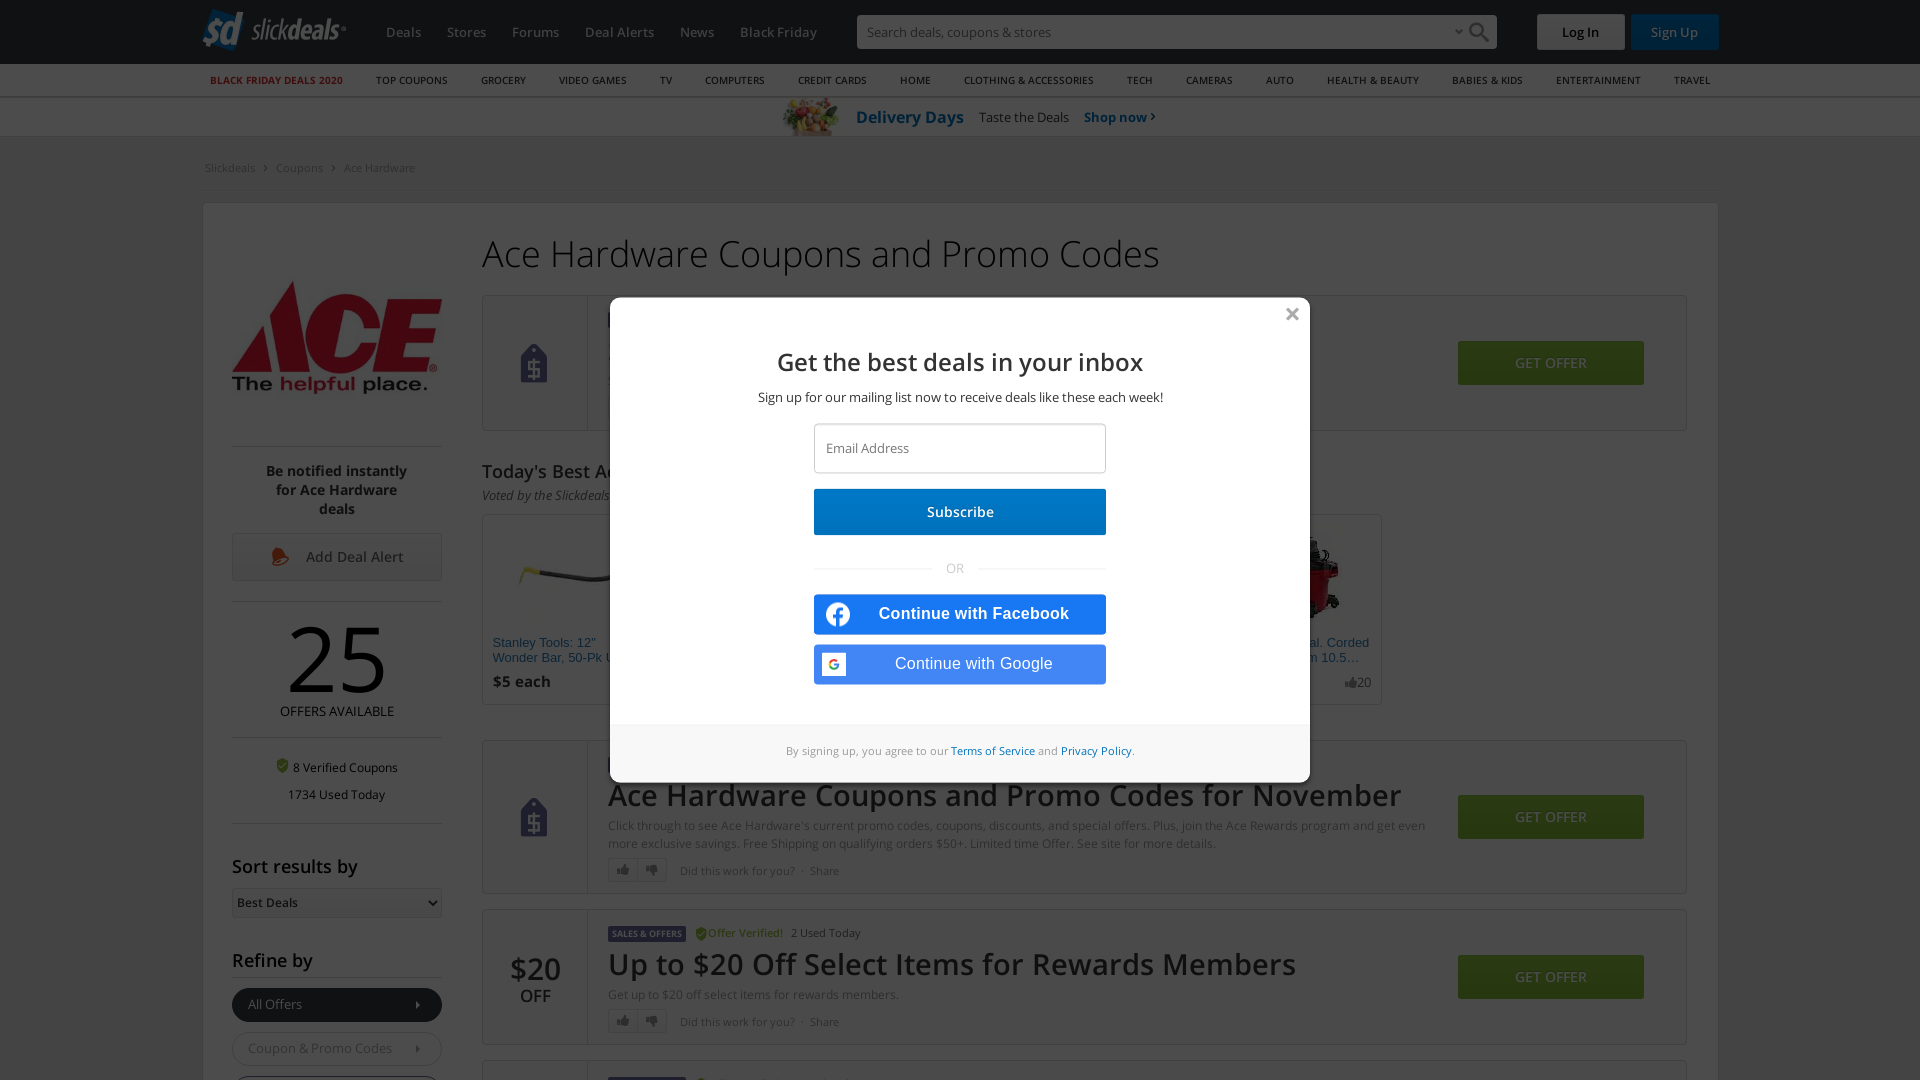 sd slickdeals
Deals
Stores
Forums
Deal Alerts
News
Black Friday
Search deals, coupons & stores
Log In
Sign Up
BLACK FRIDAY DEALS 2020
TOP COUPONS
GROCERY
VIDEO GAMES
TV
COMPUTERS
CREDIT CARDS
HOME
CLOTHING & ACCESSORIES
TECH
CAMERAS
AUTO
HEALTH & BEAUTY
BABIES & KIDS
ENTERTAINMENT
TRAVEL
Delivery Days Taste the Deals Shop now
Slickdeals
Coupons
Ace Hardware
ACE
The helpful place.
Be notified instantly
for Ace Hardware
deals
Add Deal Alert
25
OFFERS AVAILABLE
8 Verified Coupons
1734 Used Today
Sort results by
Best Deals
Refine by
All Offers
Coupon & Promo Codes
Ace Hardware Coupons and Promo Codes
GET OFFER
Today's Best A
Voted by the Slickdeals
Stanley Tools: 12"
Wonder Bar, 50-Pk
$5 each
al. Corded
10.5...
20
Get the best deals in your inbox
Sign up for our mailing list now to receive deals like these each week!
Email Address
Subscribe
OR
Continue with Facebook
Continue with Google
By signing up, you agree to our Terms of Service and Privacy Policy.
Ace Hardware Coupons and Promo Codes for November
Click through to see Ace Hardware's current promo codes, coupons, discounts, and special offers. Plus, join the Ace Rewards program and get even
more exclusive savings. Free Shipping on qualifying orders $50+. Limited time Offer. See site for more details.
Did this work for you? · Share
GET OFFER
$20
OFF
SALES & OFFERS Offer Verified! 2 Used Today
Up to $20 Off Select Items for Rewards Members
Get up to $20 off select items for rewards members.
Did this work for you? · Share
GET OFFER